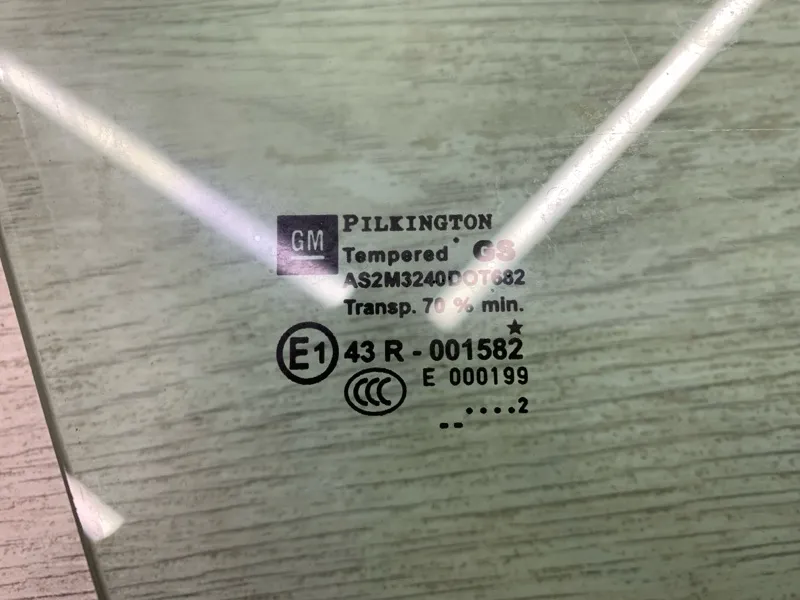 GM
PILKINGTON
Tempered GS
AS2M3240DOT682
Transp. 70 % min.
E1 43 R - 001582
CCC E 000199
....2